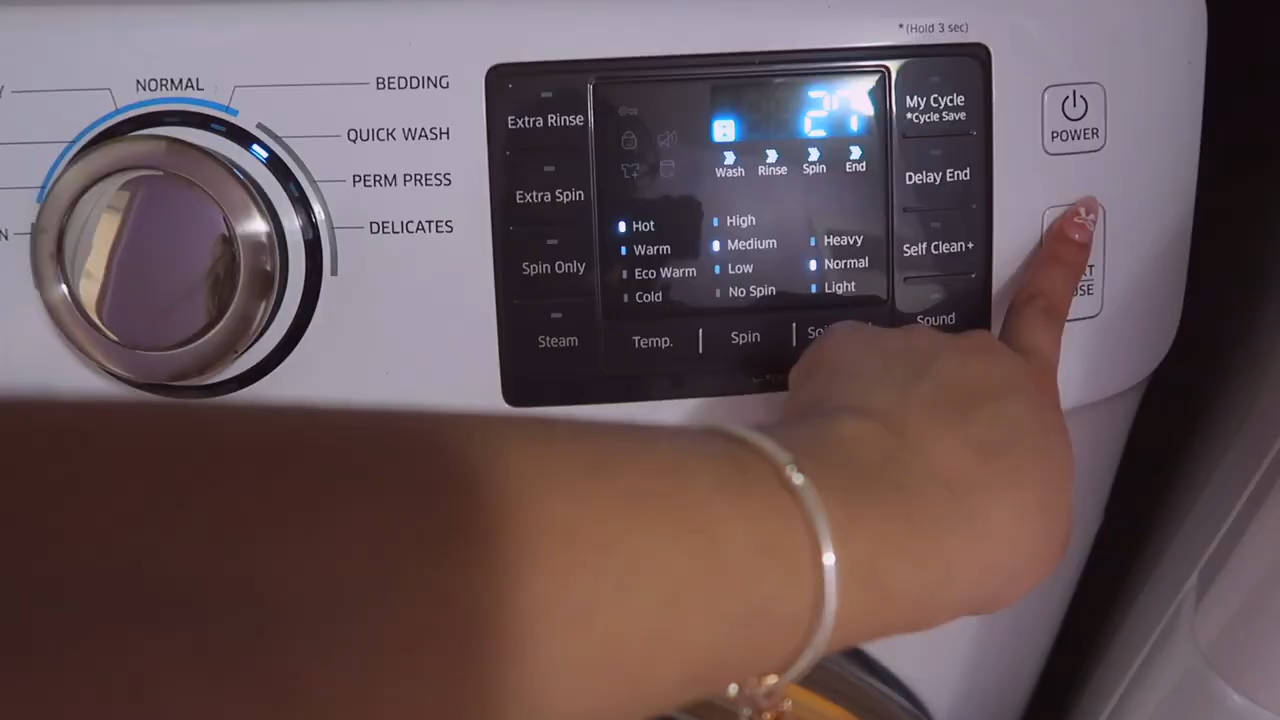 *(Hold 3 sec)
NORMAL
BEDDING
QUICK WASH
PERM PRESS
DELICATES
Extra Rinse
Extra Spin
Spin Only
Steam
27
Wash Rinse Spin End
Hot
Warm
Eco Warm
Cold
High
Medium
Low
No Spin
Heavy
Normal
Light
Temp.
Spin
My Cycle
*Cycle Save
Delay End
Self Clean+
Sound
POWER